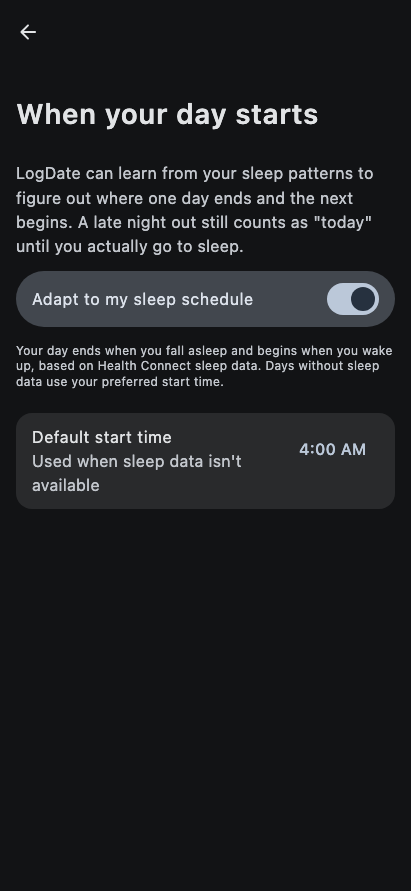 When your day starts
LogDate can learn from your sleep patterns to
figure out where one day ends and the next
begins. A late night out still counts as "today"
until you actually go to sleep.
Adapt to my sleep schedule
Your day ends when you fall asleep and begins when you wake
up, based on Health Connect sleep data. Days without sleep
data use your preferred start time.
Default start time
4:00 AM
Used when sleep data isn't
available